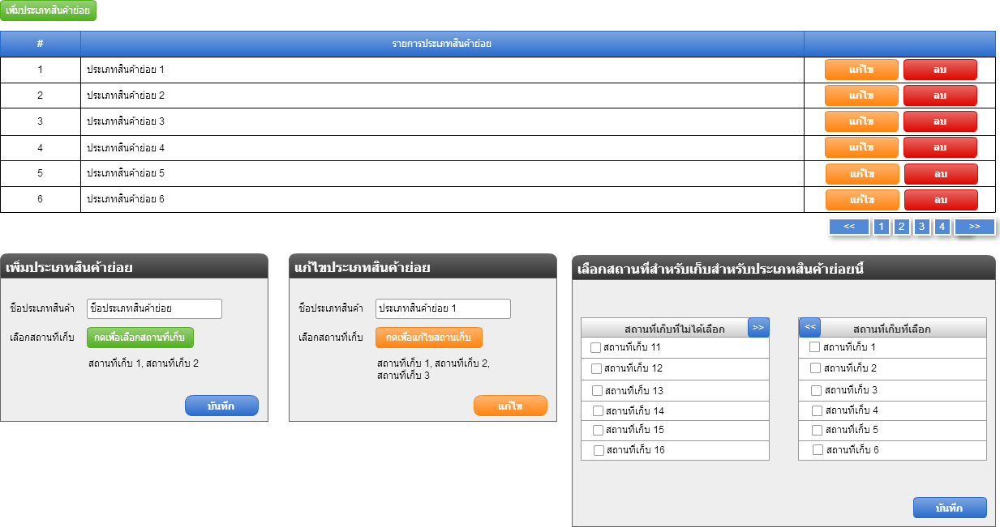 เพิ่มประเภทสินค้าย่อย
# รายการประเภทสินค้าย่อย
1 ประเภทสินค้าย่อย 1 แก้ไข ลบ
2 ประเภทสินค้าย่อย 2 แก้ไข ลบ
3 ประเภทสินค้าย่อย 3 แก้ไข ลบ
4 ประเภทสินค้าย่อย 4 แก้ไข ลบ
5 ประเภทสินค้าย่อย 5 แก้ไข ลบ
6 ประเภทสินค้าย่อย 6 แก้ไข ลบ
<< 1 2 3 4 >>
เพิ่มประเภทสินค้าย่อย
ชื่อประเภทสินค้า ชื่อประเภทสินค้าย่อย
เลือกสถานที่เก็บ กดเพื่อเลือกสถานที่เก็บ
สถานที่เก็บ 1, สถานที่เก็บ 2
บันทึก
แก้ไขประเภทสินค้าย่อย
ชื่อประเภทสินค้า ประเภทสินค้าย่อย 1
เลือกสถานที่เก็บ กดเพื่อแก้ไขสถานเก็บ
สถานที่เก็บ 1, สถานที่เก็บ 2,
สถานที่เก็บ 3
แก้ไข
เลือกสถานที่สำหรับเก็บสำหรับประเภทสินค้าย่อยนี้
สถานที่เก็บที่ไม่ได้เลือก >>
สถานที่เก็บ 11
สถานที่เก็บ 12
สถานที่เก็บ 13
สถานที่เก็บ 14
สถานที่เก็บ 15
สถานที่เก็บ 16
<< สถานที่เก็บที่เลือก
สถานที่เก็บ 1
สถานที่เก็บ 2
สถานที่เก็บ 3
สถานที่เก็บ 4
สถานที่เก็บ 5
สถานที่เก็บ 6
บันทึก